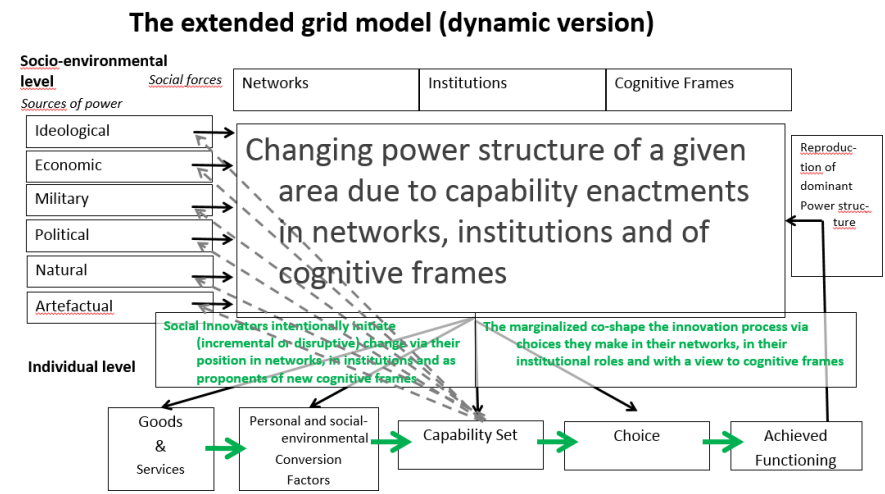 The extended grid model (dynamic version)
Socio-environmental
level
Social forces
Sources of power
Networks
Institutions
Cognitive Frames
Ideological
Economic
Military
Political
Natural
Artefactual
Changing power structure of a given
area due to capability enactments
in networks, institutions and of
cognitive frames
Reproduc-
tion of
dominant
Power struc-
ture
Social Innovators intentionally initiate
(incremental or disruptive) change via their
position in networks, in institutions and as
proponents of new cognitive frames
The marginalized co-shape the innovation process via
choices they make in their networks, in their
institutional roles and with a view to cognitive frames
Individual level
Goods
&
Services
Personal and social-
environmental
Conversion
Factors
Capability Set
Choice
Achieved
Functioning